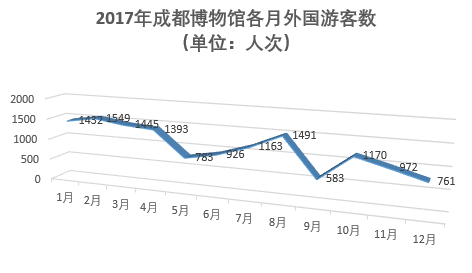 2017年成都博物馆各月外国游客数
（单位：人次）
2000
1500
1000
500
0
1432
1549
1445
1393
783
926
1163
1491
583
1170
972
761
1月
2月
3月
4月
5月
6月
7月
8月
9月
10月
11月
12月